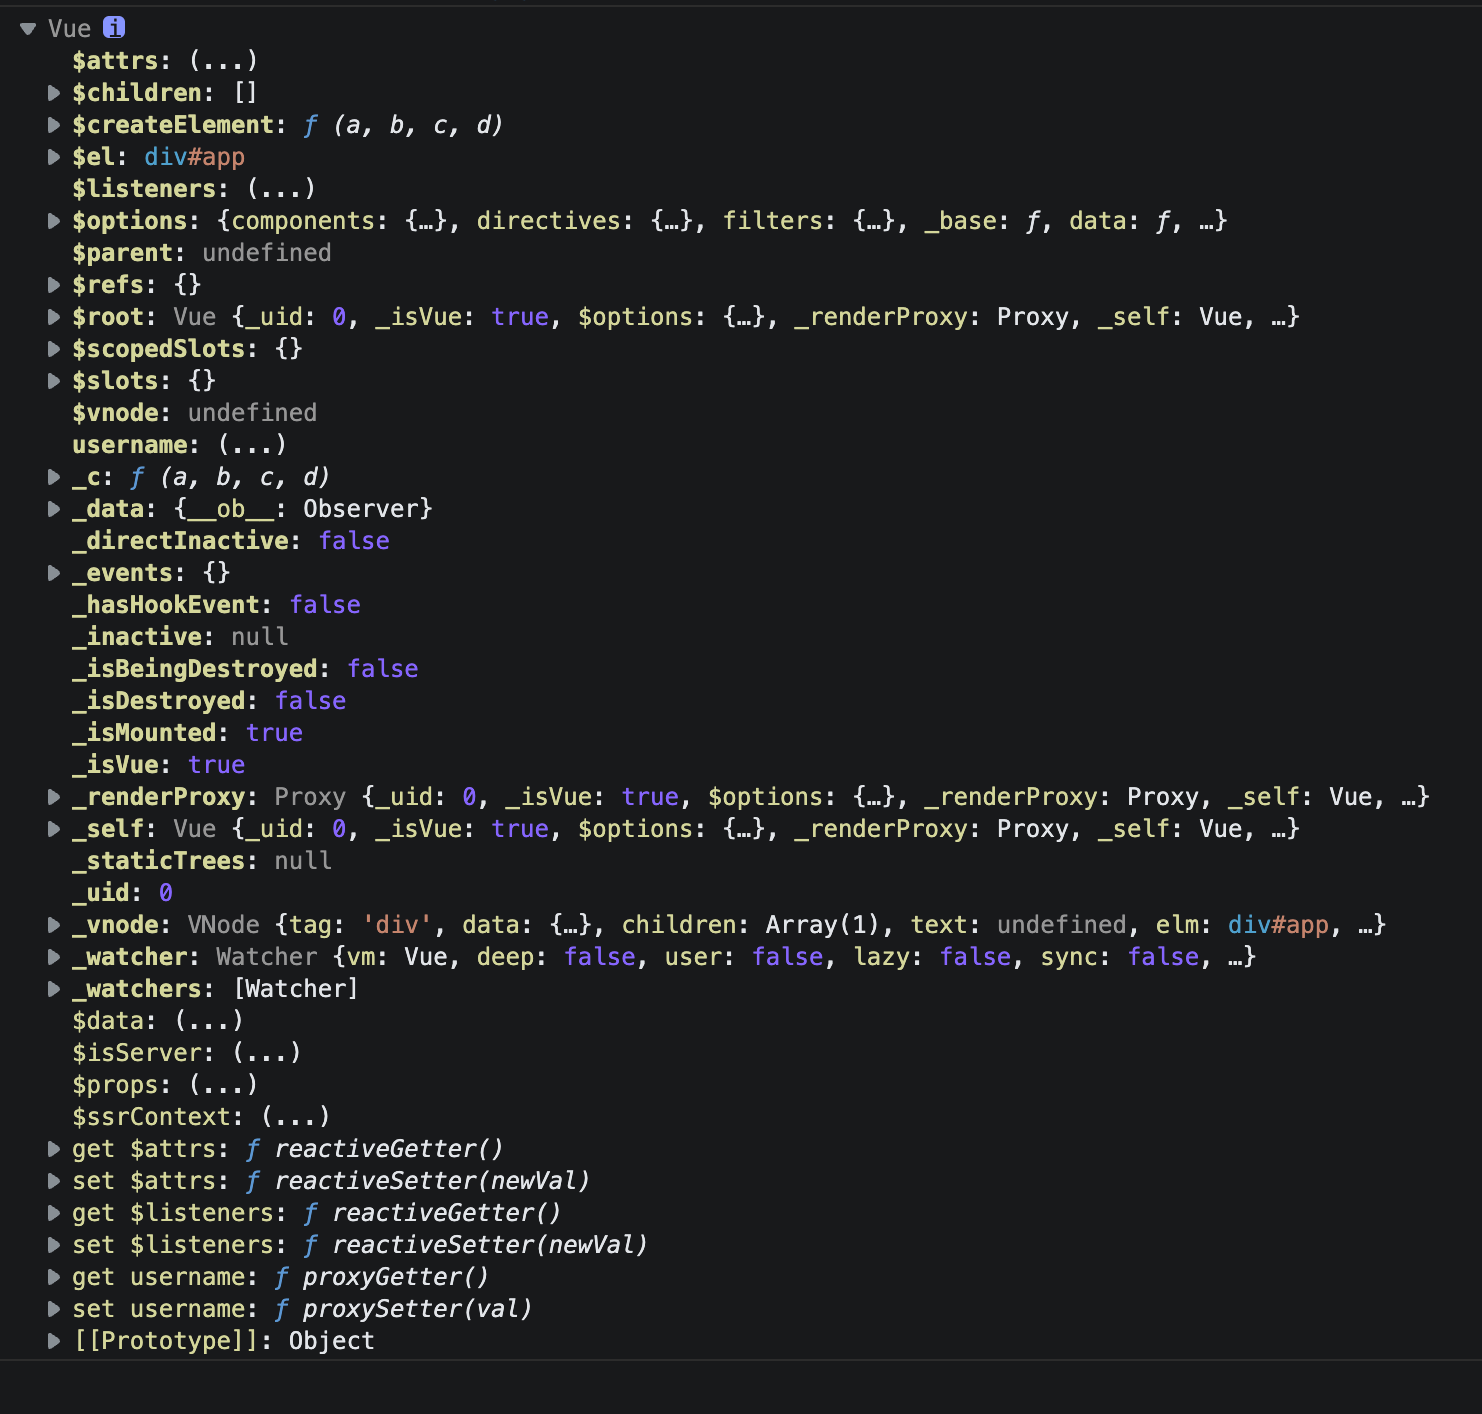 Vue i
$attrs: (...)
$children: []
$createElement: ƒ (a, b, c, d)
$el: div#app
$listeners: (...)
$options: {components: {…}, directives: {…}, filters: {…}, _base: ƒ, data: ƒ, …}
$parent: undefined
$refs: {}
$root: Vue {_uid: 0, _isVue: true, $options: {…}, _renderProxy: Proxy, _self: Vue, …}
$scopedSlots: {}
$slots: {}
$vnode: undefined
username: (...)
_c: ƒ (a, b, c, d)
_data: {__ob__: Observer}
_directInactive: false
_events: {}
_hasHookEvent: false
_inactive: null
_isBeingDestroyed: false
_isDestroyed: false
_isMounted: true
_isVue: true
_renderProxy: Proxy {_uid: 0, _isVue: true, $options: {…}, _renderProxy: Proxy, _self: Vue, …}
_self: Vue {_uid: 0, _isVue: true, $options: {…}, _renderProxy: Proxy, _self: Vue, …}
_staticTrees: null
_uid: 0
_vnode: VNode {tag: 'div', data: {…}, children: Array(1), text: undefined, elm: div#app, …}
_watcher: Watcher {vm: Vue, deep: false, user: false, lazy: false, sync: false, …}
_watchers: [Watcher]
$data: (...)
$isServer: (...)
$props: (...)
$ssrContext: (...)
get $attrs: ƒ reactiveGetter()
set $attrs: ƒ reactiveSetter(newVal)
get $listeners: ƒ reactiveGetter()
set $listeners: ƒ reactiveSetter(newVal)
get username: ƒ proxyGetter()
set username: ƒ proxySetter(val)
[[Prototype]]: Object